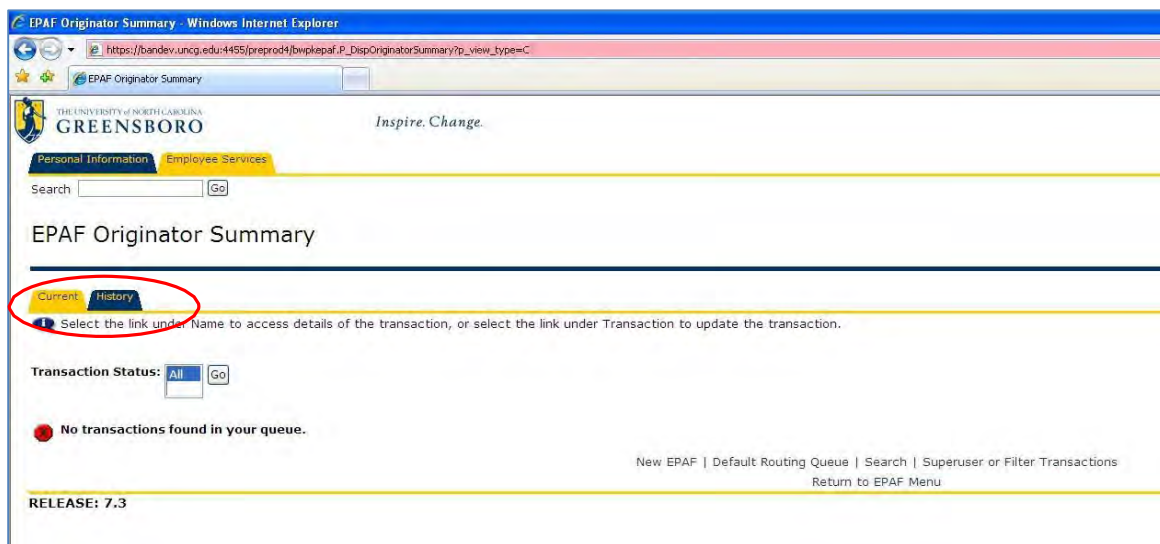 EPAF Originator Summary - Windows Internet Explorer
https://bandev.uncg.edu:4455/preprod4/bwpkepaf.P_DispOriginatorSummary?p_view_type=C
EPAF Originator Summary
THE UNIVERSITY of NORTH CAROLINA
GREENSBORO
Inspire. Change.
Personal Information Employee Services
Search Go
EPAF Originator Summary
Current History
Select the link under Name to access details of the transaction, or select the link under Transaction to update the transaction.
Transaction Status: All Go
No transactions found in your queue.
New EPAF | Default Routing Queue | Search | Superuser or Filter Transactions
Return to EPAF Menu
RELEASE: 7.3